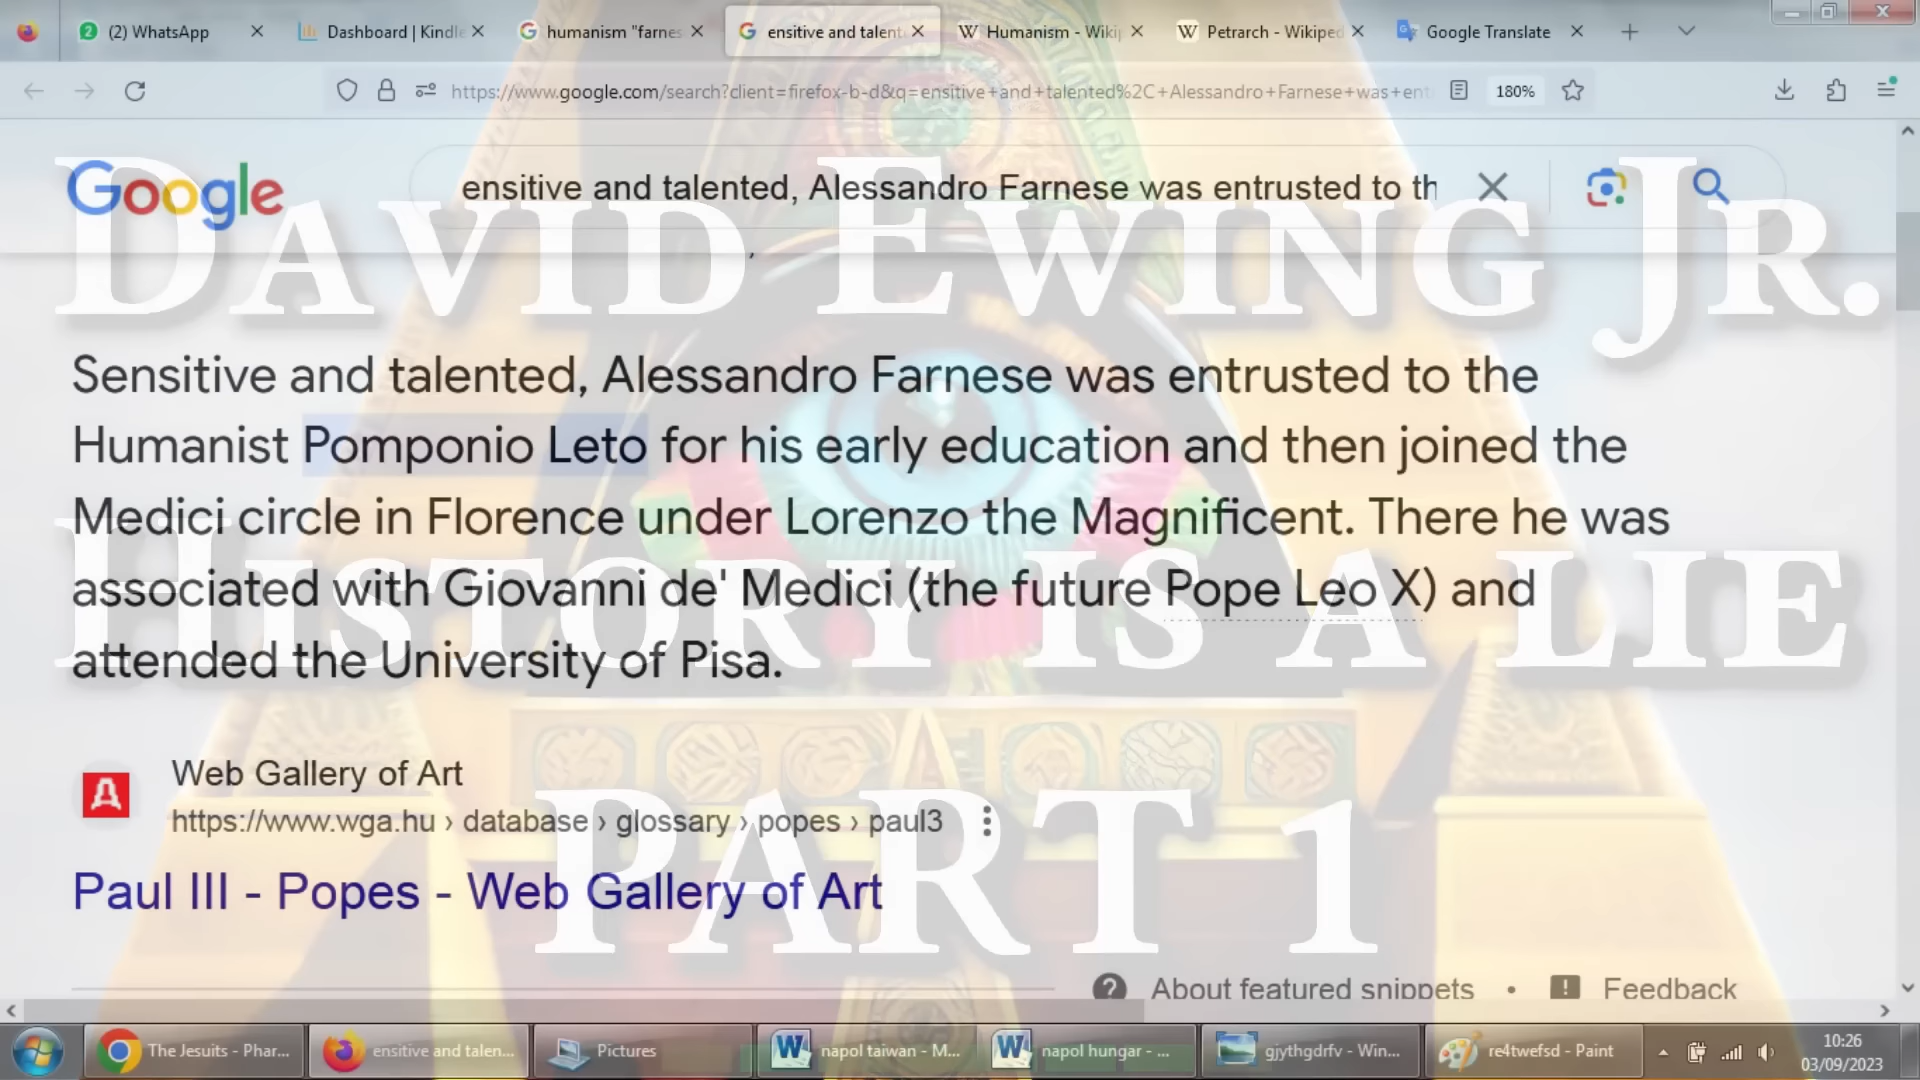 (2) WhatsApp
Dashboard | Kindle
humanism "farnes
ensitive and talent
Humanism - Wikip
Petrarch - Wikiped
Google Translate
https://www.google.com/search?client=firefox-b-d&q=ensitive+and+talented%2C+Alessandro+Farnese+was+ent
180%
Google
ensitive and talented, Alessandro Farnese was entrusted to th
DAVID EWING JR.
Sensitive and talented, Alessandro Farnese was entrusted to the
Humanist Pomponio Leto for his early education and then joined the
Medici circle in Florence under Lorenzo the Magnificent. There he was
HISTORY IS A LIE
associated with Giovanni de' Medici (the future Pope Leo X) and
attended the University of Pisa.
Web Gallery of Art
https://www.wga.hu › database › glossary › popes › paul3
PART 1
Paul III - Popes - Web Gallery of Art
About featured snippets • Feedback
The Jesuits - Phar...
ensitive and talen...
Pictures
napol taiwan - M...
napol hungar - ...
gjythgdrfv - Win...
re4twefsd - Paint
10:26
03/09/2023